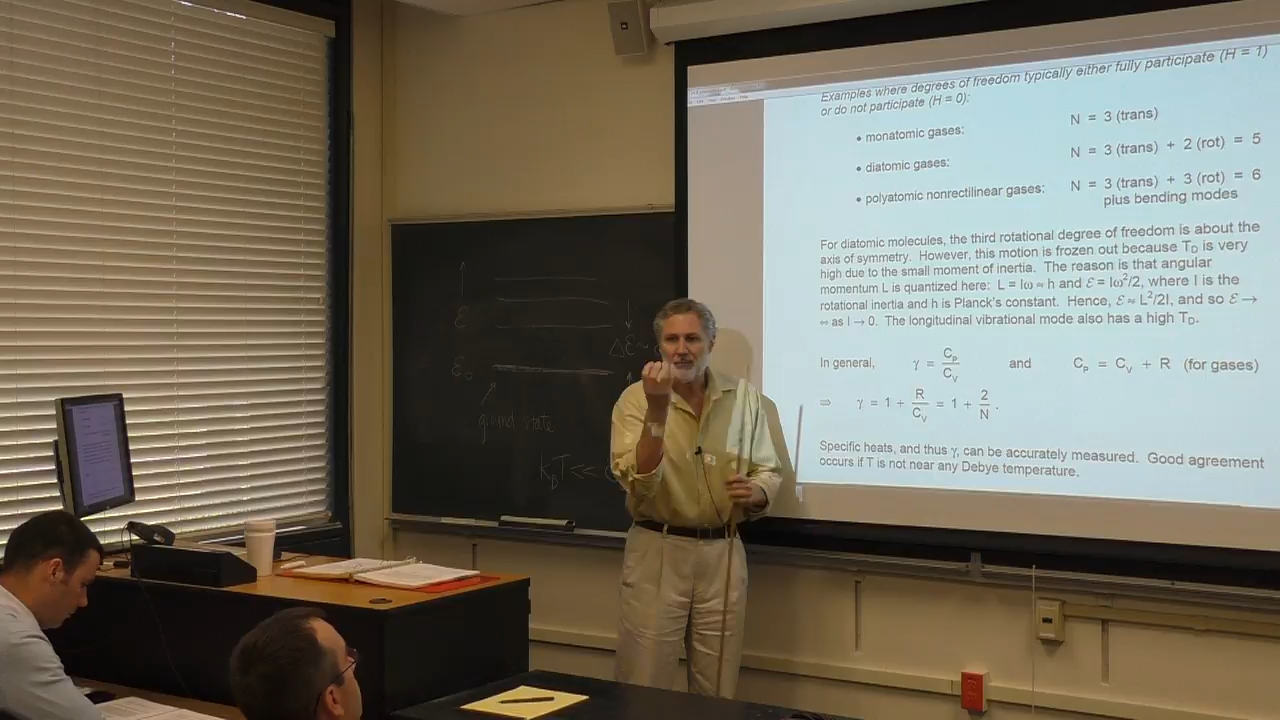 Examples where degrees of freedom typically either fully participate (H = 1)
or do not participate (H = 0):
• monatomic gases: N = 3 (trans)
• diatomic gases: N = 3 (trans) + 2 (rot) = 5
• polyatomic nonrectilinear gases: N = 3 (trans) + 3 (rot) = 6
plus bending modes
For diatomic molecules, the third rotational degree of freedom is about the
axis of symmetry. However, this motion is frozen out because T_D is very
high due to the small moment of inertia. The reason is that angular
momentum L is quantized here: L = Iω ≈ h and ℰ = Iω²/2, where I is the
rotational inertia and h is Planck's constant. Hence, ℰ ≈ L²/2I, and so ℰ →
∞ as I → 0. The longitudinal vibrational mode also has a high T_D.
In general, γ = C_P/C_V and C_P = C_V + R (for gases)
⇒ γ = 1 + R/C_V = 1 + 2/N.
Specific heats, and thus γ, can be accurately measured. Good agreement
occurs if T is not near any Debye temperature.
ℰ
Δℰ~
ℰ₀
ground state
k_BT <<